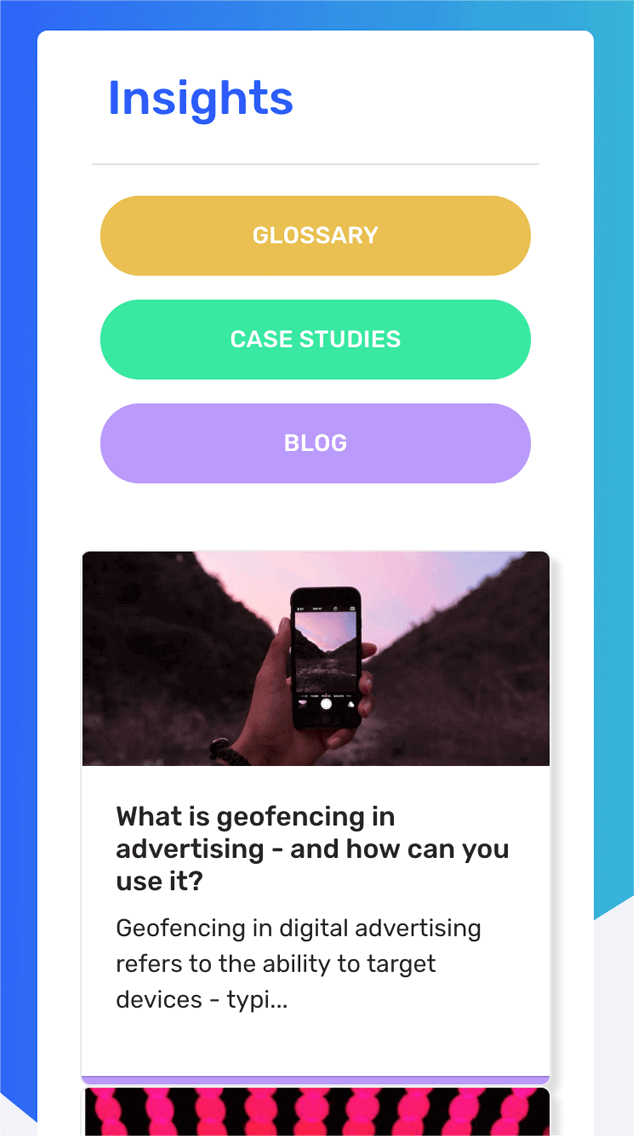 Insights
GLOSSARY
CASE STUDIES
BLOG
What is geofencing in
advertising - and how can you
use it?
Geofencing in digital advertising
refers to the ability to target
devices - typi...